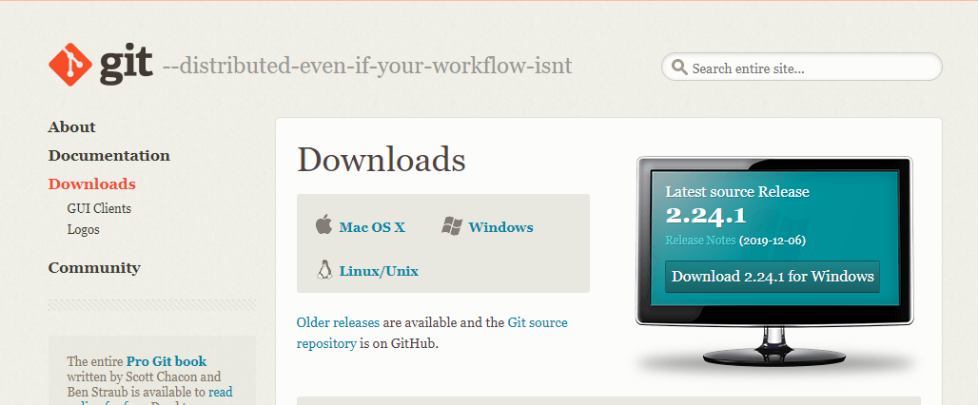 git --distributed-even-if-your-workflow-isnt
Search entire site...
About
Documentation
Downloads
GUI Clients
Logos
Community
The entire Pro Git book
written by Scott Chacon and
Ben Straub is available to read
Downloads
Mac OS X
Windows
Linux/Unix
Older releases are available and the Git source
repository is on GitHub.
Latest source Release
2.24.1
Release Notes (2019-12-06)
Download 2.24.1 for Windows